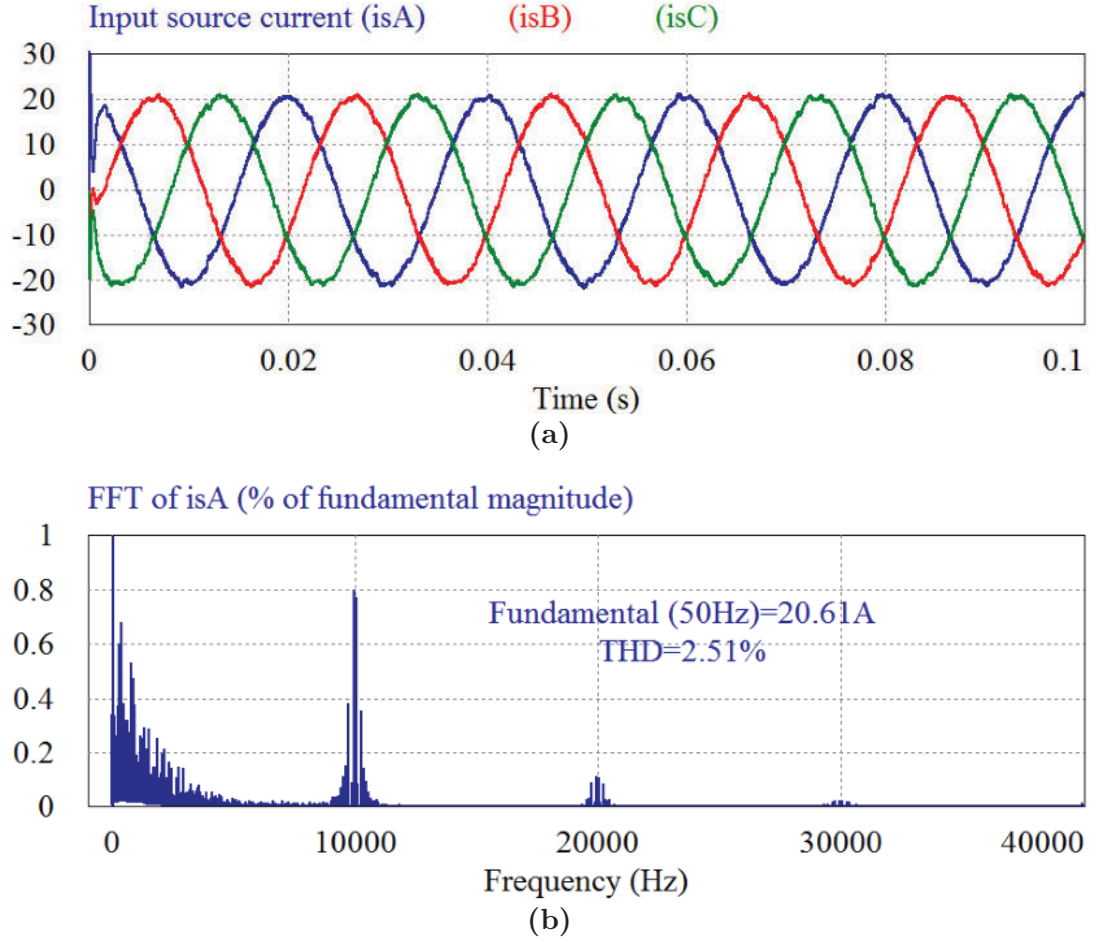 Input source current (isA) (isB) (isC)
30
20
10
0
-10
-20
-30
0 0.02 0.04 0.06 0.08 0.1
Time (s)
(a)
FFT of isA (% of fundamental magnitude)
1
0.8
0.6
0.4
0.2
0
Fundamental (50Hz)=20.61A
THD=2.51%
0 10000 20000 30000 40000
Frequency (Hz)
(b)